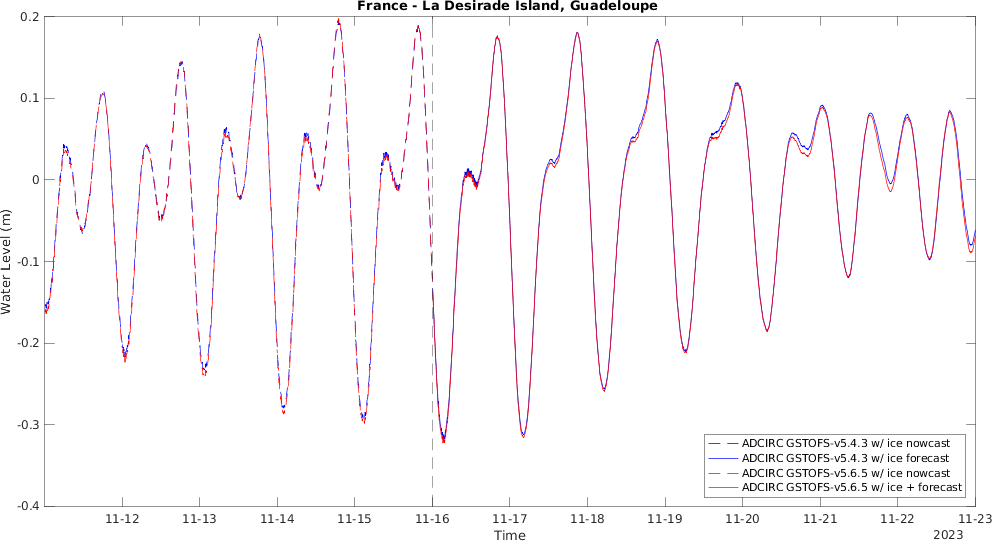 France - La Desirade Island, Guadeloupe
Water Level (m)
0.2
0.1
0
-0.1
-0.2
-0.3
-0.4
ADCIRC GSTOFS-v5.4.3 w/ ice nowcast
ADCIRC GSTOFS-v5.4.3 w/ ice forecast
ADCIRC GSTOFS-v5.6.5 w/ ice nowcast
ADCIRC GSTOFS-v5.6.5 w/ ice + forecast
11-12 11-13 11-14 11-15 11-16 11-17 11-18 11-19 11-20 11-21 11-22 11-23
Time
2023